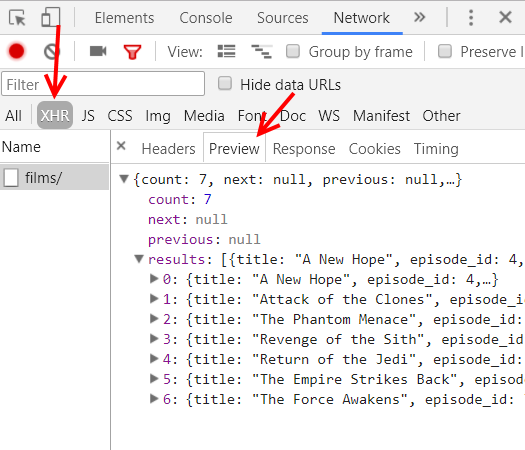 Elements Console Sources Network »
View: Group by frame Preserve l
Filter Hide data URLs
All XHR JS CSS Img Media Font Doc WS Manifest Other
Name × Headers Preview Response Cookies Timing
films/ ▼{count: 7, next: null, previous: null,…}
count: 7
next: null
previous: null
▼results: [{title: "A New Hope", episode_id: 4,
▶0: {title: "A New Hope", episode_id: 4,…}
▶1: {title: "Attack of the Clones", episode_id
▶2: {title: "The Phantom Menace", episode_id:
▶3: {title: "Revenge of the Sith", episode_id:
▶4: {title: "Return of the Jedi", episode_id:
▶5: {title: "The Empire Strikes Back", episod
▶6: {title: "The Force Awakens", episode_id: